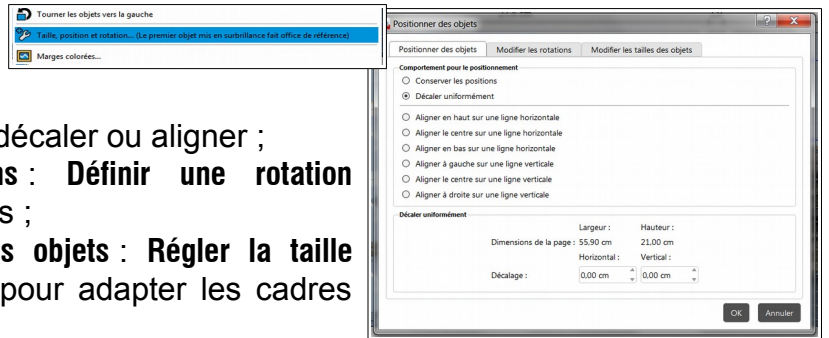 Tourner les objets vers la gauche
Taille, position et rotation... (Le premier objet mis en surbrillance fait office de référence)
Marges colorées...
décaler ou aligner ;
ns : Définir une rotation
s ;
s objets : Régler la taille
pour adapter les cadres
Positionner des objets
Positionner des objets Modifier les rotations Modifier les tailles des objets
Comportement pour le positionnement
Conserver les positions
Décaler uniformément
Aligner en haut sur une ligne horizontale
Aligner le centre sur une ligne horizontale
Aligner en bas sur une ligne horizontale
Aligner à gauche sur une ligne verticale
Aligner le centre sur une ligne verticale
Aligner à droite sur une ligne verticale
Décaler uniformément
Largeur : Hauteur :
Dimensions de la page : 55,90 cm 21,00 cm
Horizontal : Vertical :
Décalage : 0,00 cm 0,00 cm
OK Annuler